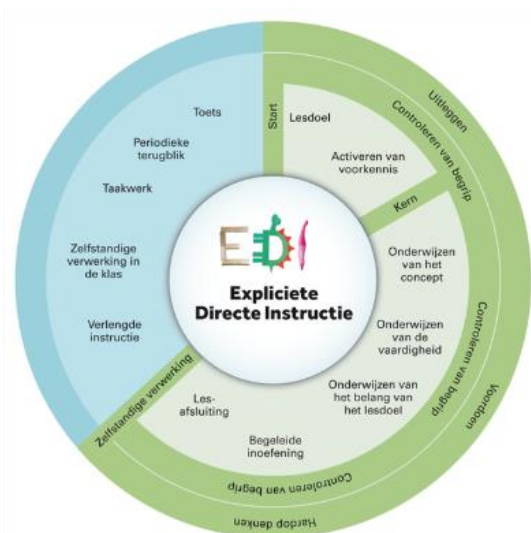 EDI
Expliciete
Directe Instructie
Start
Lesdoel
Activeren van
voorkennis
Kern
Onderwijzen
van het
concept
Onderwijzen
van de
vaardigheid
Onderwijzen van
het belang van
het lesdoel
Begeleide
inoefening
Les-
afsluiting
Zelfstandige verwerking
Verlengde
instructie
Zelfstandige
verwerking in
de klas
Taakwerk
Periodieke
terugblik
Toets
Controleren van begrip
Controleren van begrip
Controleren van begrip
Uitleggen
Voordoen
Hardop denken